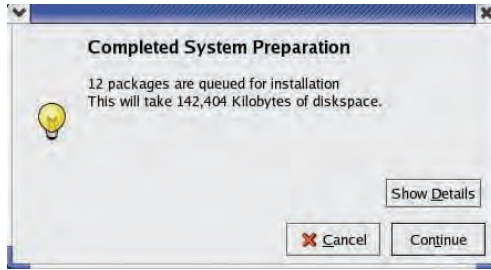 Completed System Preparation
12 packages are queued for installation
This will take 142,404 Kilobytes of diskspace.
Show Details
Cancel
Continue